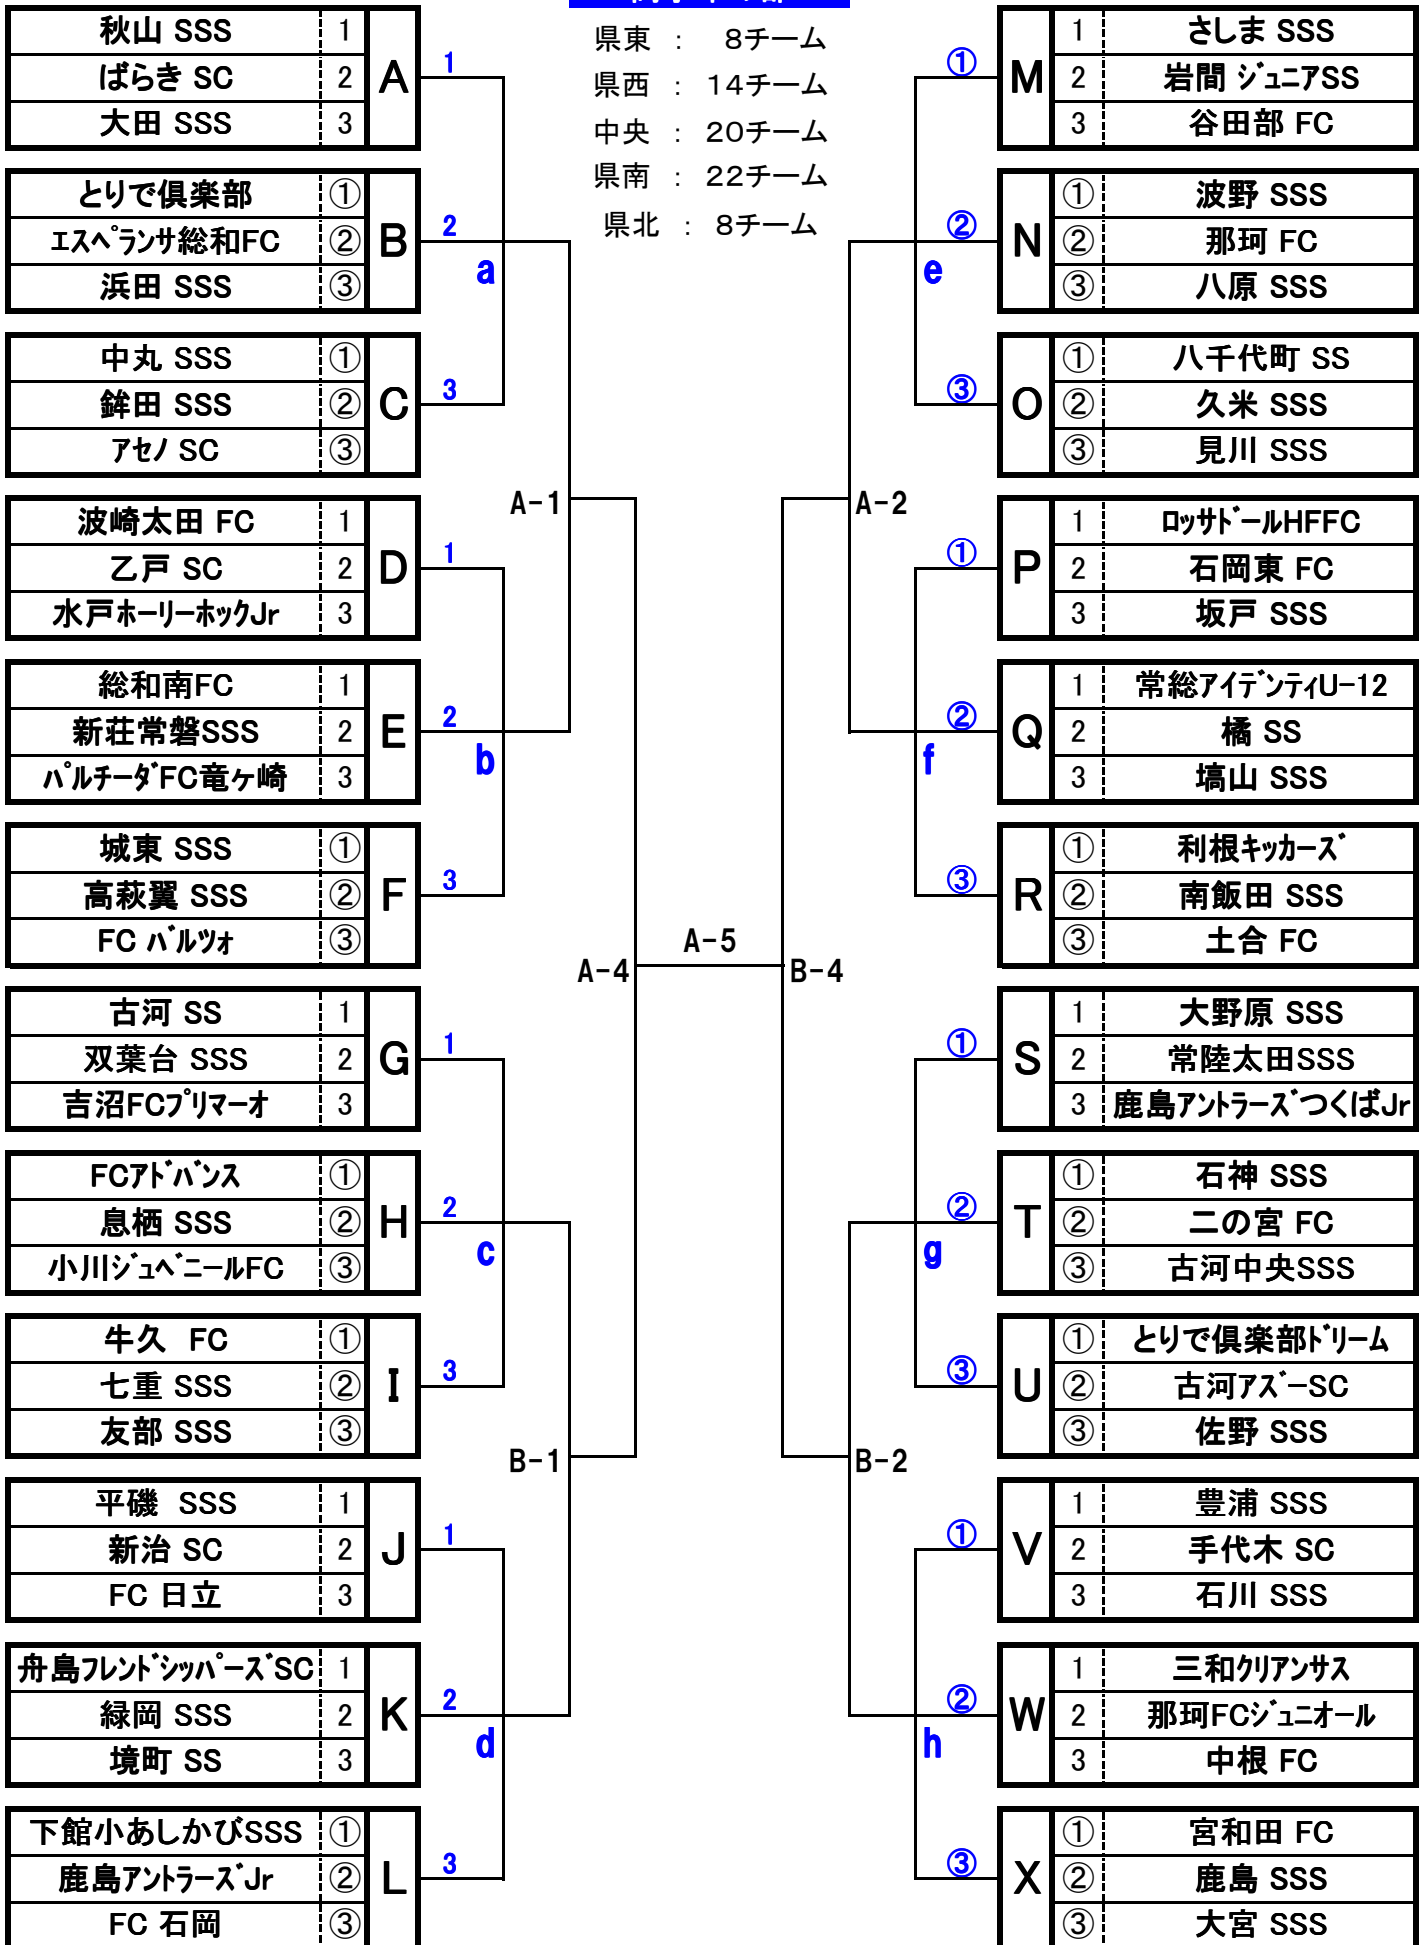 県東 : 8チーム
県西 : 14チーム
中央 : 20チーム
県南 : 22チーム
県北 : 8チーム
秋山 SSS 1
ばらき SC 2
大田 SSS 3
A
1
とりで倶楽部 ①
エスペランサ総和FC ②
浜田 SSS ③
B
2
a
中丸 SSS ①
鉾田 SSS ②
アセノ SC ③
C
3
波崎太田 FC 1
乙戸 SC 2
水戸ホーリーホックJr 3
D
1
総和南FC 1
新荘常磐SSS 2
パルチーダFC竜ヶ崎 3
E
2
b
城東 SSS ①
高萩翼 SSS ②
FC バルツォ ③
F
3
古河 SS 1
双葉台 SSS 2
吉沼FCプリマーオ 3
G
1
FCアドバンス ①
息栖 SSS ②
小川ジュベニールFC ③
H
2
c
牛久 FC ①
七重 SSS ②
友部 SSS ③
I
3
平磯 SSS 1
新治 SC 2
FC 日立 3
J
1
舟島フレンドシッパーズSC 1
緑岡 SSS 2
境町 SS 3
K
2
d
下館小あしかびSSS ①
鹿島アントラーズJr ②
FC 石岡 ③
L
3
A-1
B-1
A-4
A-5
B-4
A-2
B-2
①
M
1 さしま SSS
2 岩間 ジュニアSS
3 谷田部 FC
②
e
N
① 波野 SSS
② 那珂 FC
③ 八原 SSS
③
O
① 八千代町 SS
② 久米 SSS
③ 見川 SSS
①
P
1 ロッサドールHFFC
2 石岡東 FC
3 坂戸 SSS
②
f
Q
1 常総アイデンティU-12
2 橘 SS
3 塙山 SSS
③
R
① 利根キッカーズ
② 南飯田 SSS
③ 土合 FC
①
S
1 大野原 SSS
2 常陸太田SSS
3 鹿島アントラーズつくばJr
②
g
T
① 石神 SSS
② 二の宮 FC
③ 古河中央SSS
③
U
① とりで倶楽部ドリーム
② 古河アズーSC
③ 佐野 SSS
①
V
1 豊浦 SSS
2 手代木 SC
3 石川 SSS
②
h
W
1 三和クリアンサス
2 那珂FCジュニオール
3 中根 FC
③
X
① 宮和田 FC
② 鹿島 SSS
③ 大宮 SSS